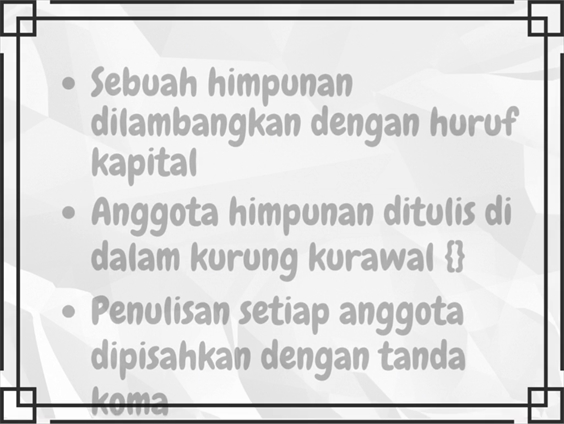 • Sebuah himpunan
dilambangkan dengan huruf
kapital
• Anggota himpunan ditulis di
dalam kurung kurawal {}
• Penulisan setiap anggota
dipisahkan dengan tanda
koma